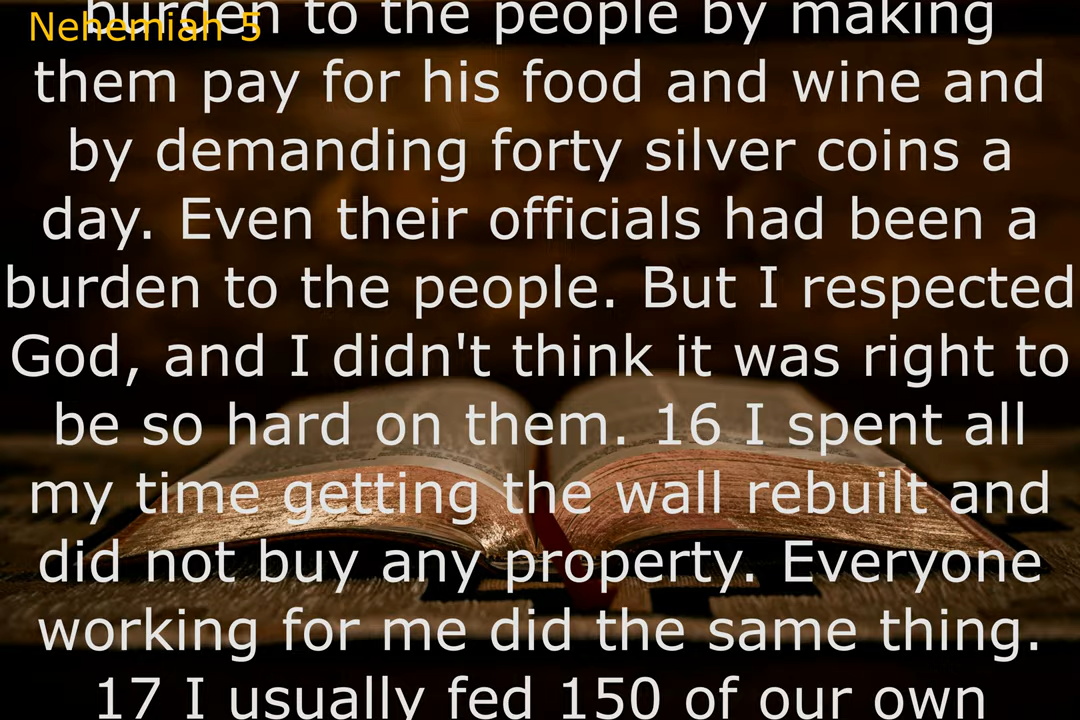 Nehemiah 5
burden to the people by making
them pay for his food and wine and
by demanding forty silver coins a
day. Even their officials had been a
burden to the people. But I respected
God, and I didn't think it was right to
be so hard on them. 16 I spent all
my time getting the wall rebuilt and
did not buy any property. Everyone
working for me did the same thing.
17 I usually fed 150 of our own